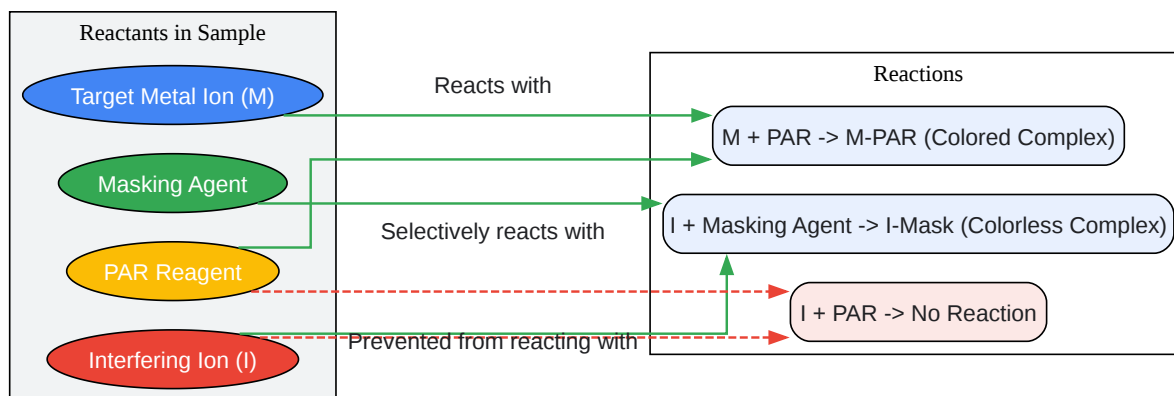 Reactants in Sample
Target Metal Ion (M)
Masking Agent
PAR Reagent
Interfering Ion (I)
Reacts with
Selectively reacts with
Prevented from reacting with
Reactions
M + PAR -> M-PAR (Colored Complex)
I + Masking Agent -> I-Mask (Colorless Complex)
I + PAR -> No Reaction